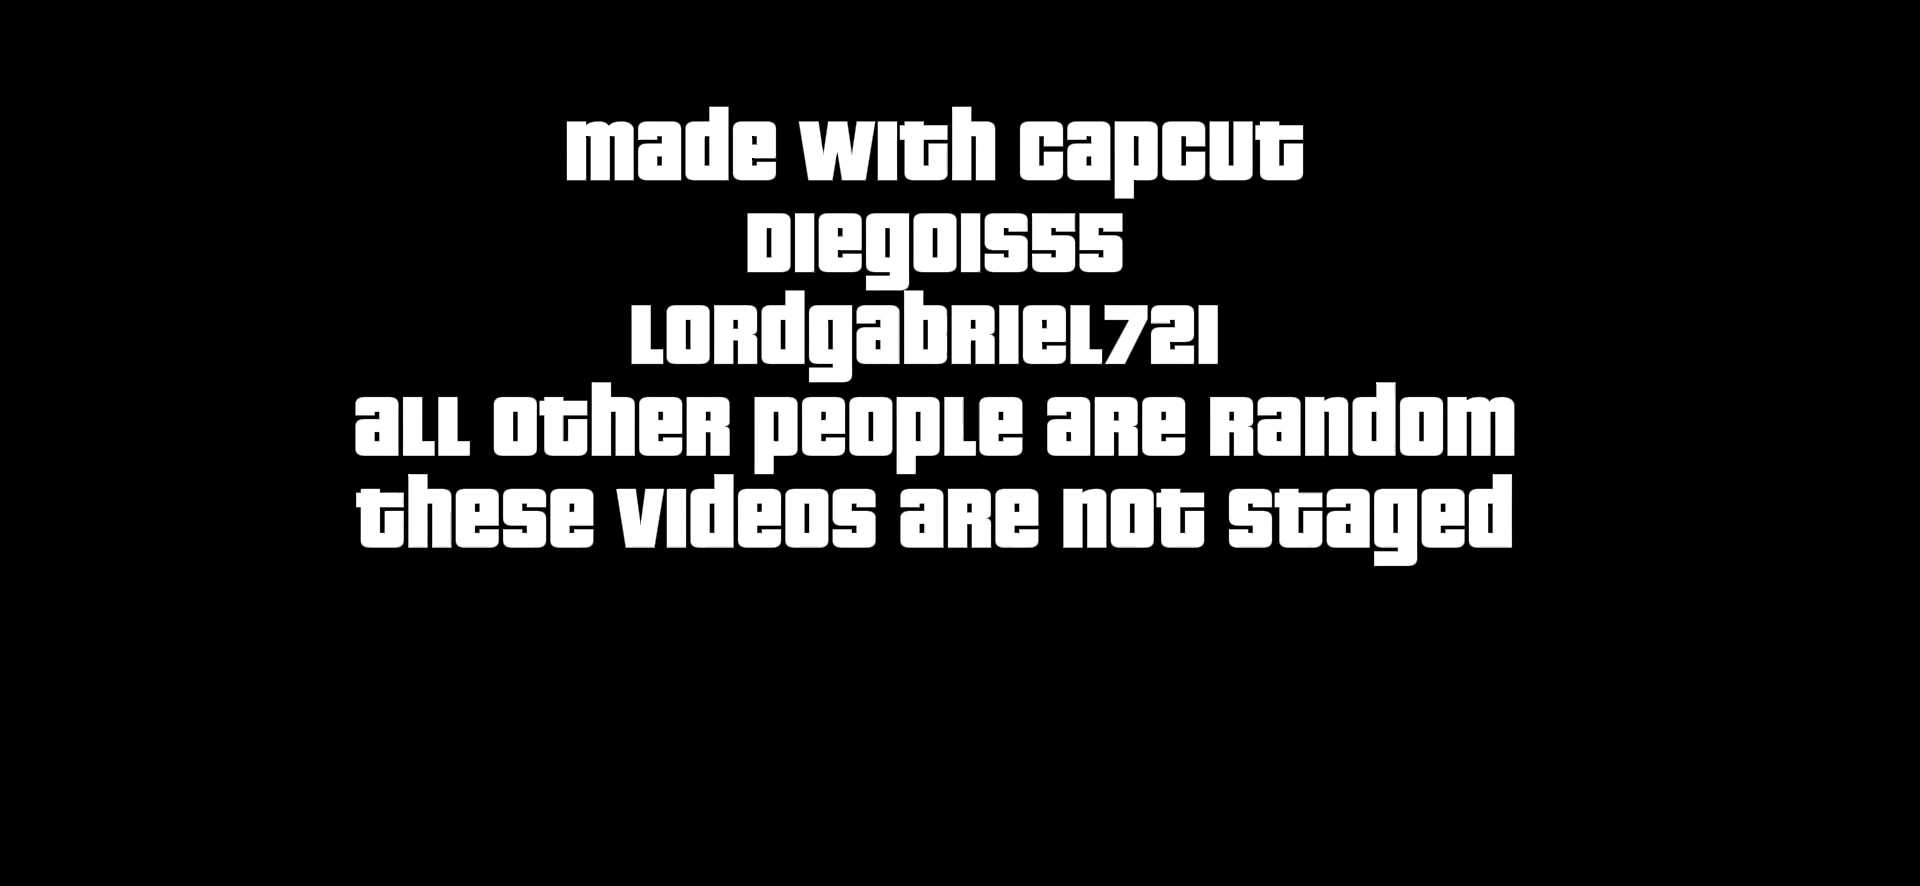 made with capcut
Diegois55
Lordgabriel721
all other people are random
these videos are not staged